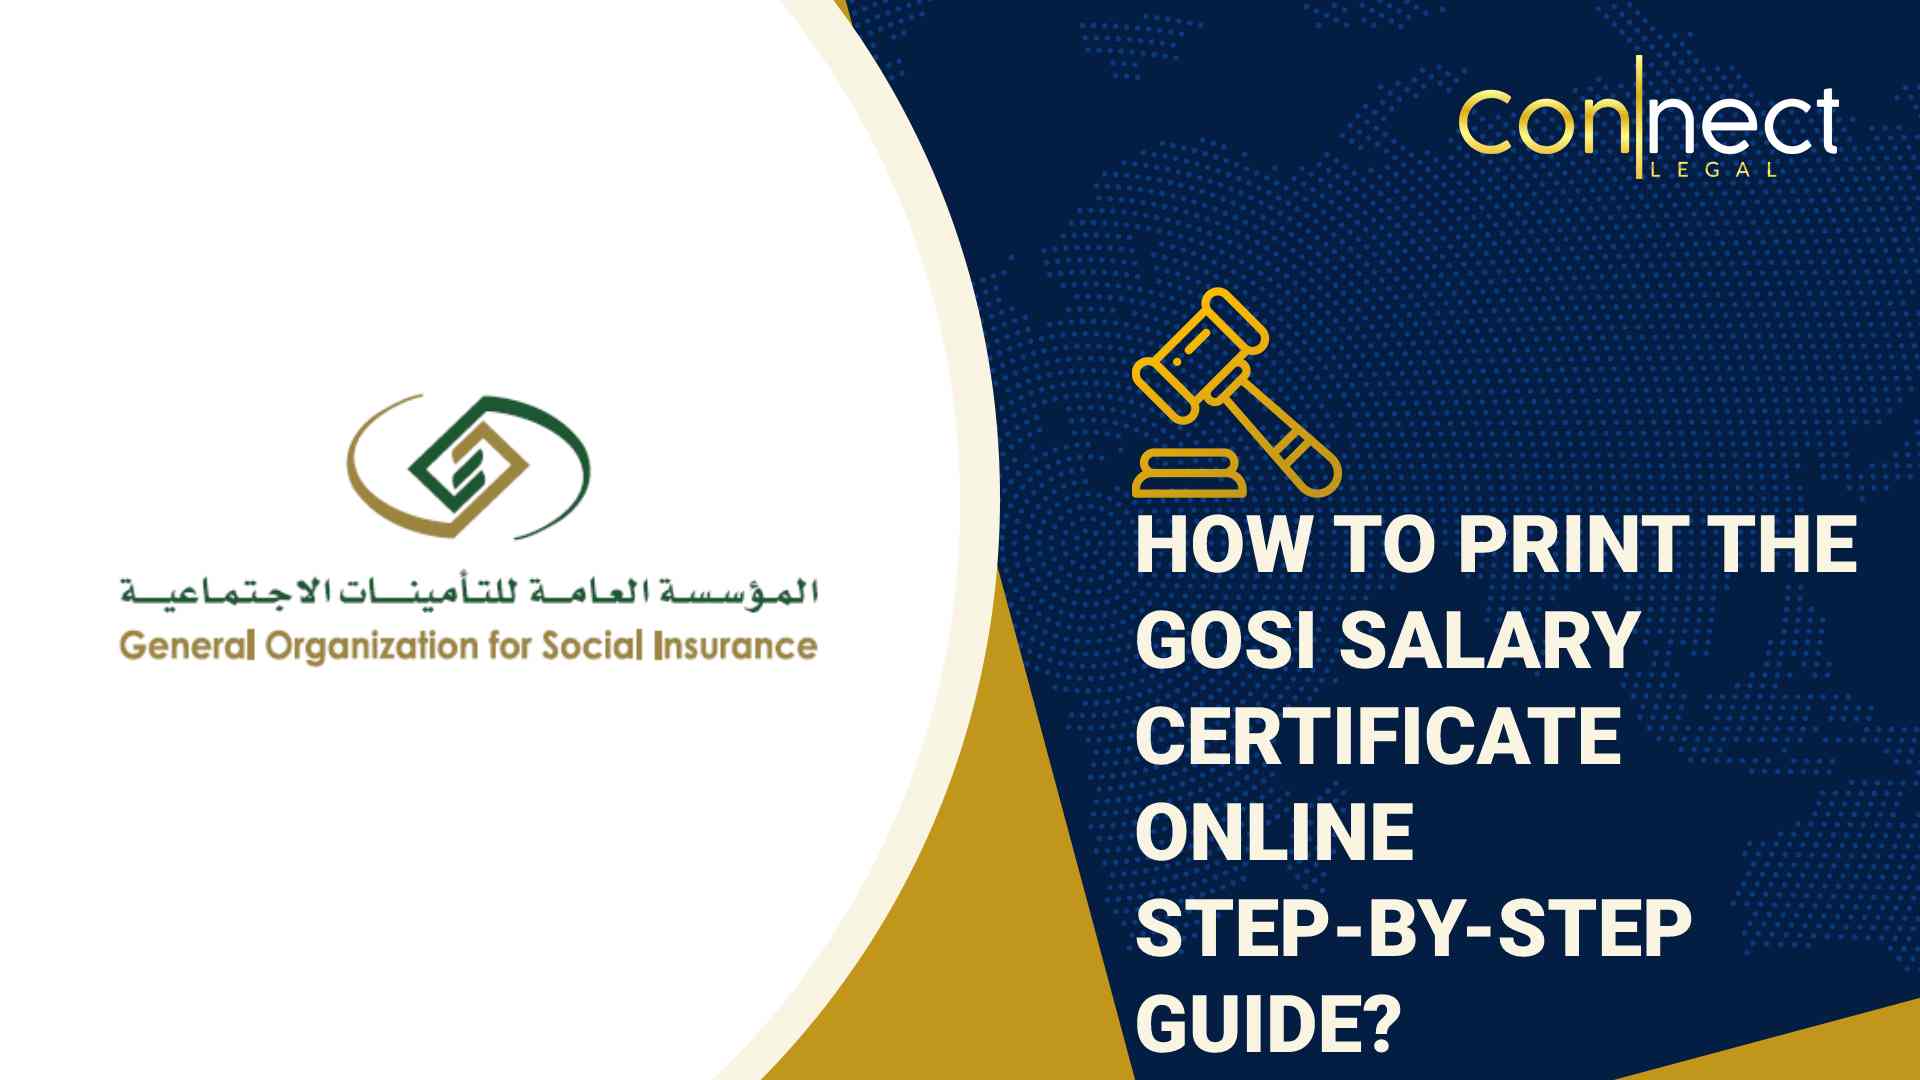 Connect
LEGAL
المؤسسة العامة للتأمينات الاجتماعية
General Organization for Social Insurance
HOW TO PRINT THE
GOSI SALARY
CERTIFICATE
ONLINE
STEP-BY-STEP
GUIDE?